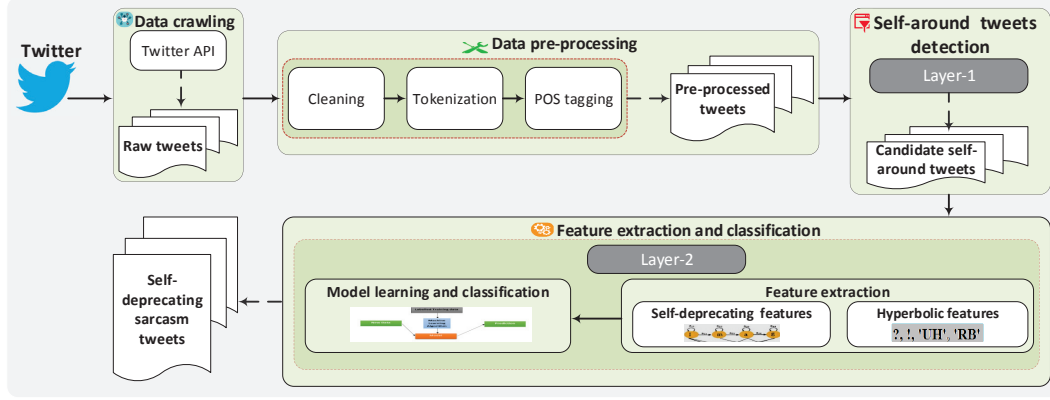 Twitter
Data crawling
Twitter API
Raw tweets
Data pre-processing
Cleaning
Tokenization
POS tagging
Pre-processed
tweets
Self-around tweets
detection
Layer-1
Candidate self-
around tweets
Feature extraction and classification
Layer-2
Self-
deprecating
sarcasm
tweets
Model learning and classification
Feature extraction
Self-deprecating features
Hyperbolic features
?, !, 'UH', 'RB'